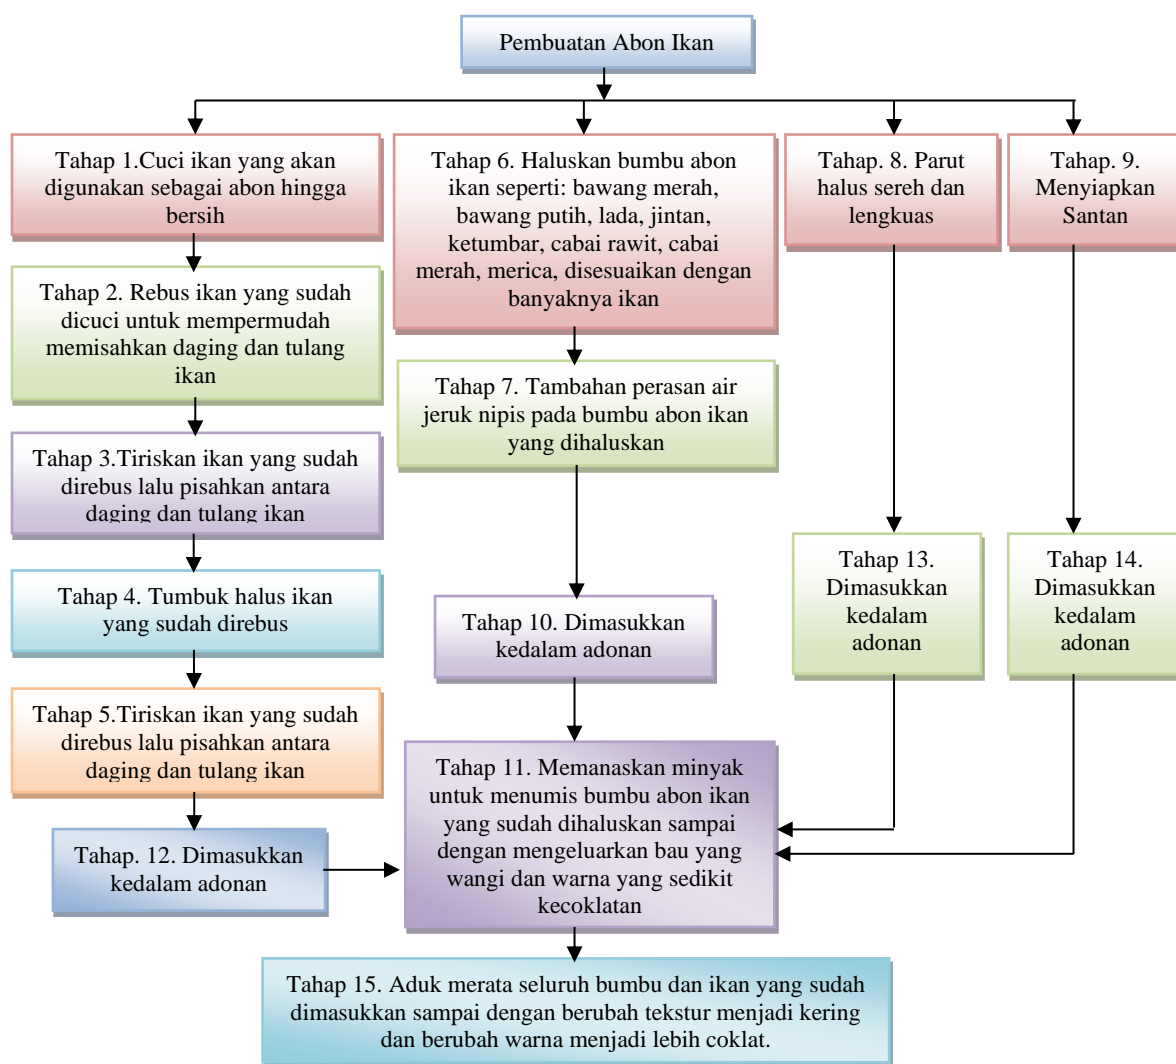 Pembuatan Abon Ikan
Tahap 1.Cuci ikan yang akan
digunakan sebagai abon hingga
bersih
Tahap 2. Rebus ikan yang sudah
dicuci untuk mempermudah
memisahkan daging dan tulang
ikan
Tahap 3.Tiriskan ikan yang sudah
direbus lalu pisahkan antara
daging dan tulang ikan
Tahap 4. Tumbuk halus ikan
yang sudah direbus
Tahap 5.Tiriskan ikan yang sudah
direbus lalu pisahkan antara
daging dan tulang ikan
Tahap. 12. Dimasukkan
kedalam adonan
Tahap 6. Haluskan bumbu abon
ikan seperti: bawang merah,
bawang putih, lada, jintan,
ketumbar, cabai rawit, cabai
merah, merica, disesuaikan dengan
banyaknya ikan
Tahap 7. Tambahan perasan air
jeruk nipis pada bumbu abon ikan
yang dihaluskan
Tahap 10. Dimasukkan
kedalam adonan
Tahap 11. Memanaskan minyak
untuk menumis bumbu abon ikan
yang sudah dihaluskan sampai
dengan mengeluarkan bau yang
wangi dan warna yang sedikit
kecoklatan
Tahap. 8. Parut
halus sereh dan
lengkuas
Tahap 13.
Dimasukkan
kedalam
adonan
Tahap. 9.
Menyiapkan
Santan
Tahap 14.
Dimasukkan
kedalam
adonan
Tahap 15. Aduk merata seluruh bumbu dan ikan yang sudah
dimasukkan sampai dengan berubah tekstur menjadi kering
dan berubah warna menjadi lebih coklat.